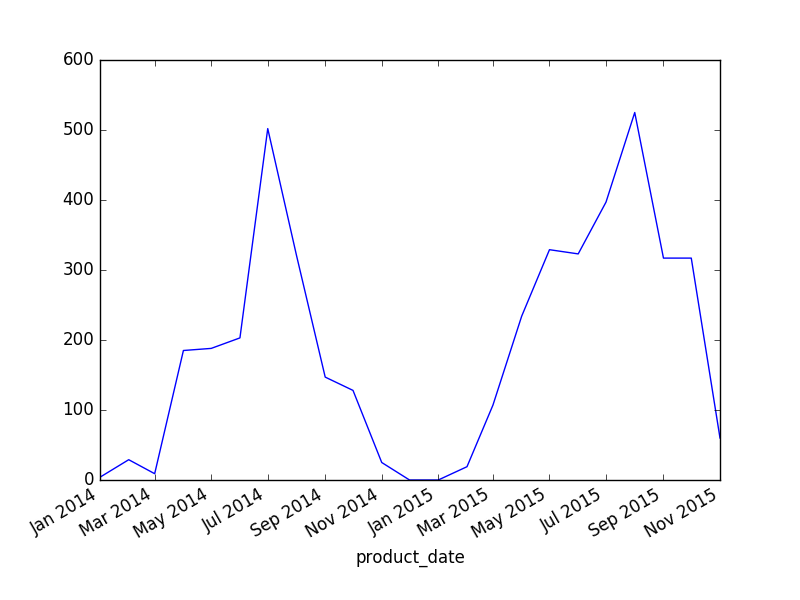 600
500
400
300
200
100
0
Jan 2014
Mar 2014
May 2014
Jul 2014
Sep 2014
Nov 2014
Jan 2015
Mar 2015
May 2015
Jul 2015
Sep 2015
Nov 2015
product_date